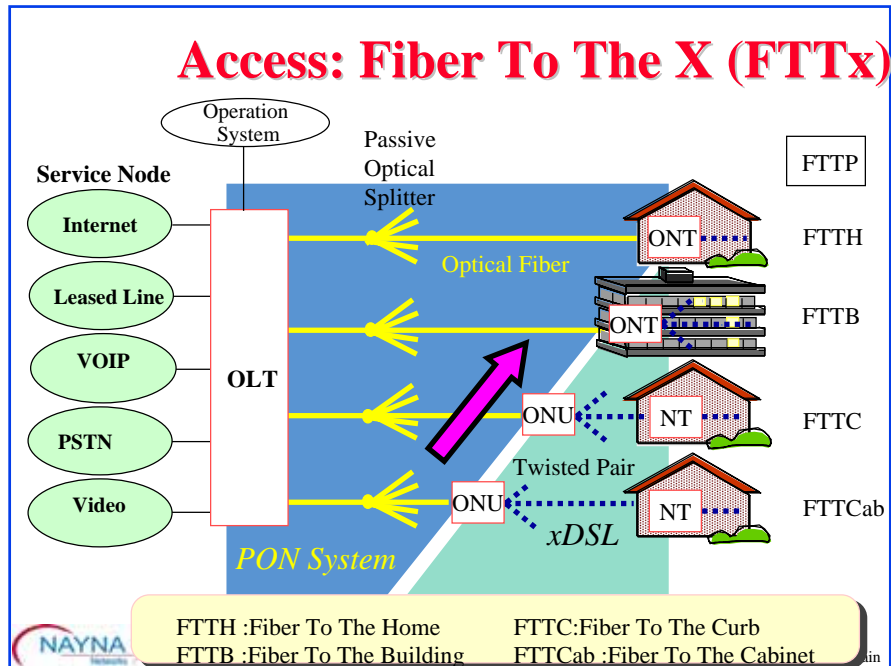 Access: Fiber To The X (FTTx)
Operation
System
Passive
Optical
Splitter
FTTP
Service Node
Internet
Leased Line
VOIP
PSTN
Video
OLT
Optical Fiber
ONT
FTTH
ONT
FTTB
ONU
NT
FTTC
Twisted Pair
ONU
NT
FTTCab
xDSL
PON System
FTTH :Fiber To The Home
FTTC:Fiber To The Curb
FTTB :Fiber To The Building
FTTCab :Fiber To The Cabinet
NAYNA
Networks